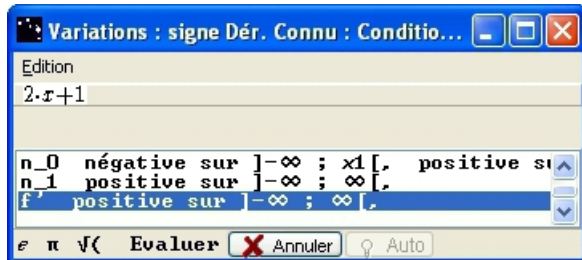 Variations : signe Dér. Connu : Conditio...
Edition
2·x+1
n_0 négative sur ]-∞ ; x1[, positive su
n_1 positive sur ]-∞ ; ∞[,
f' positive sur ]-∞ ; ∞[,
e π √( Evaluer Annuler Auto